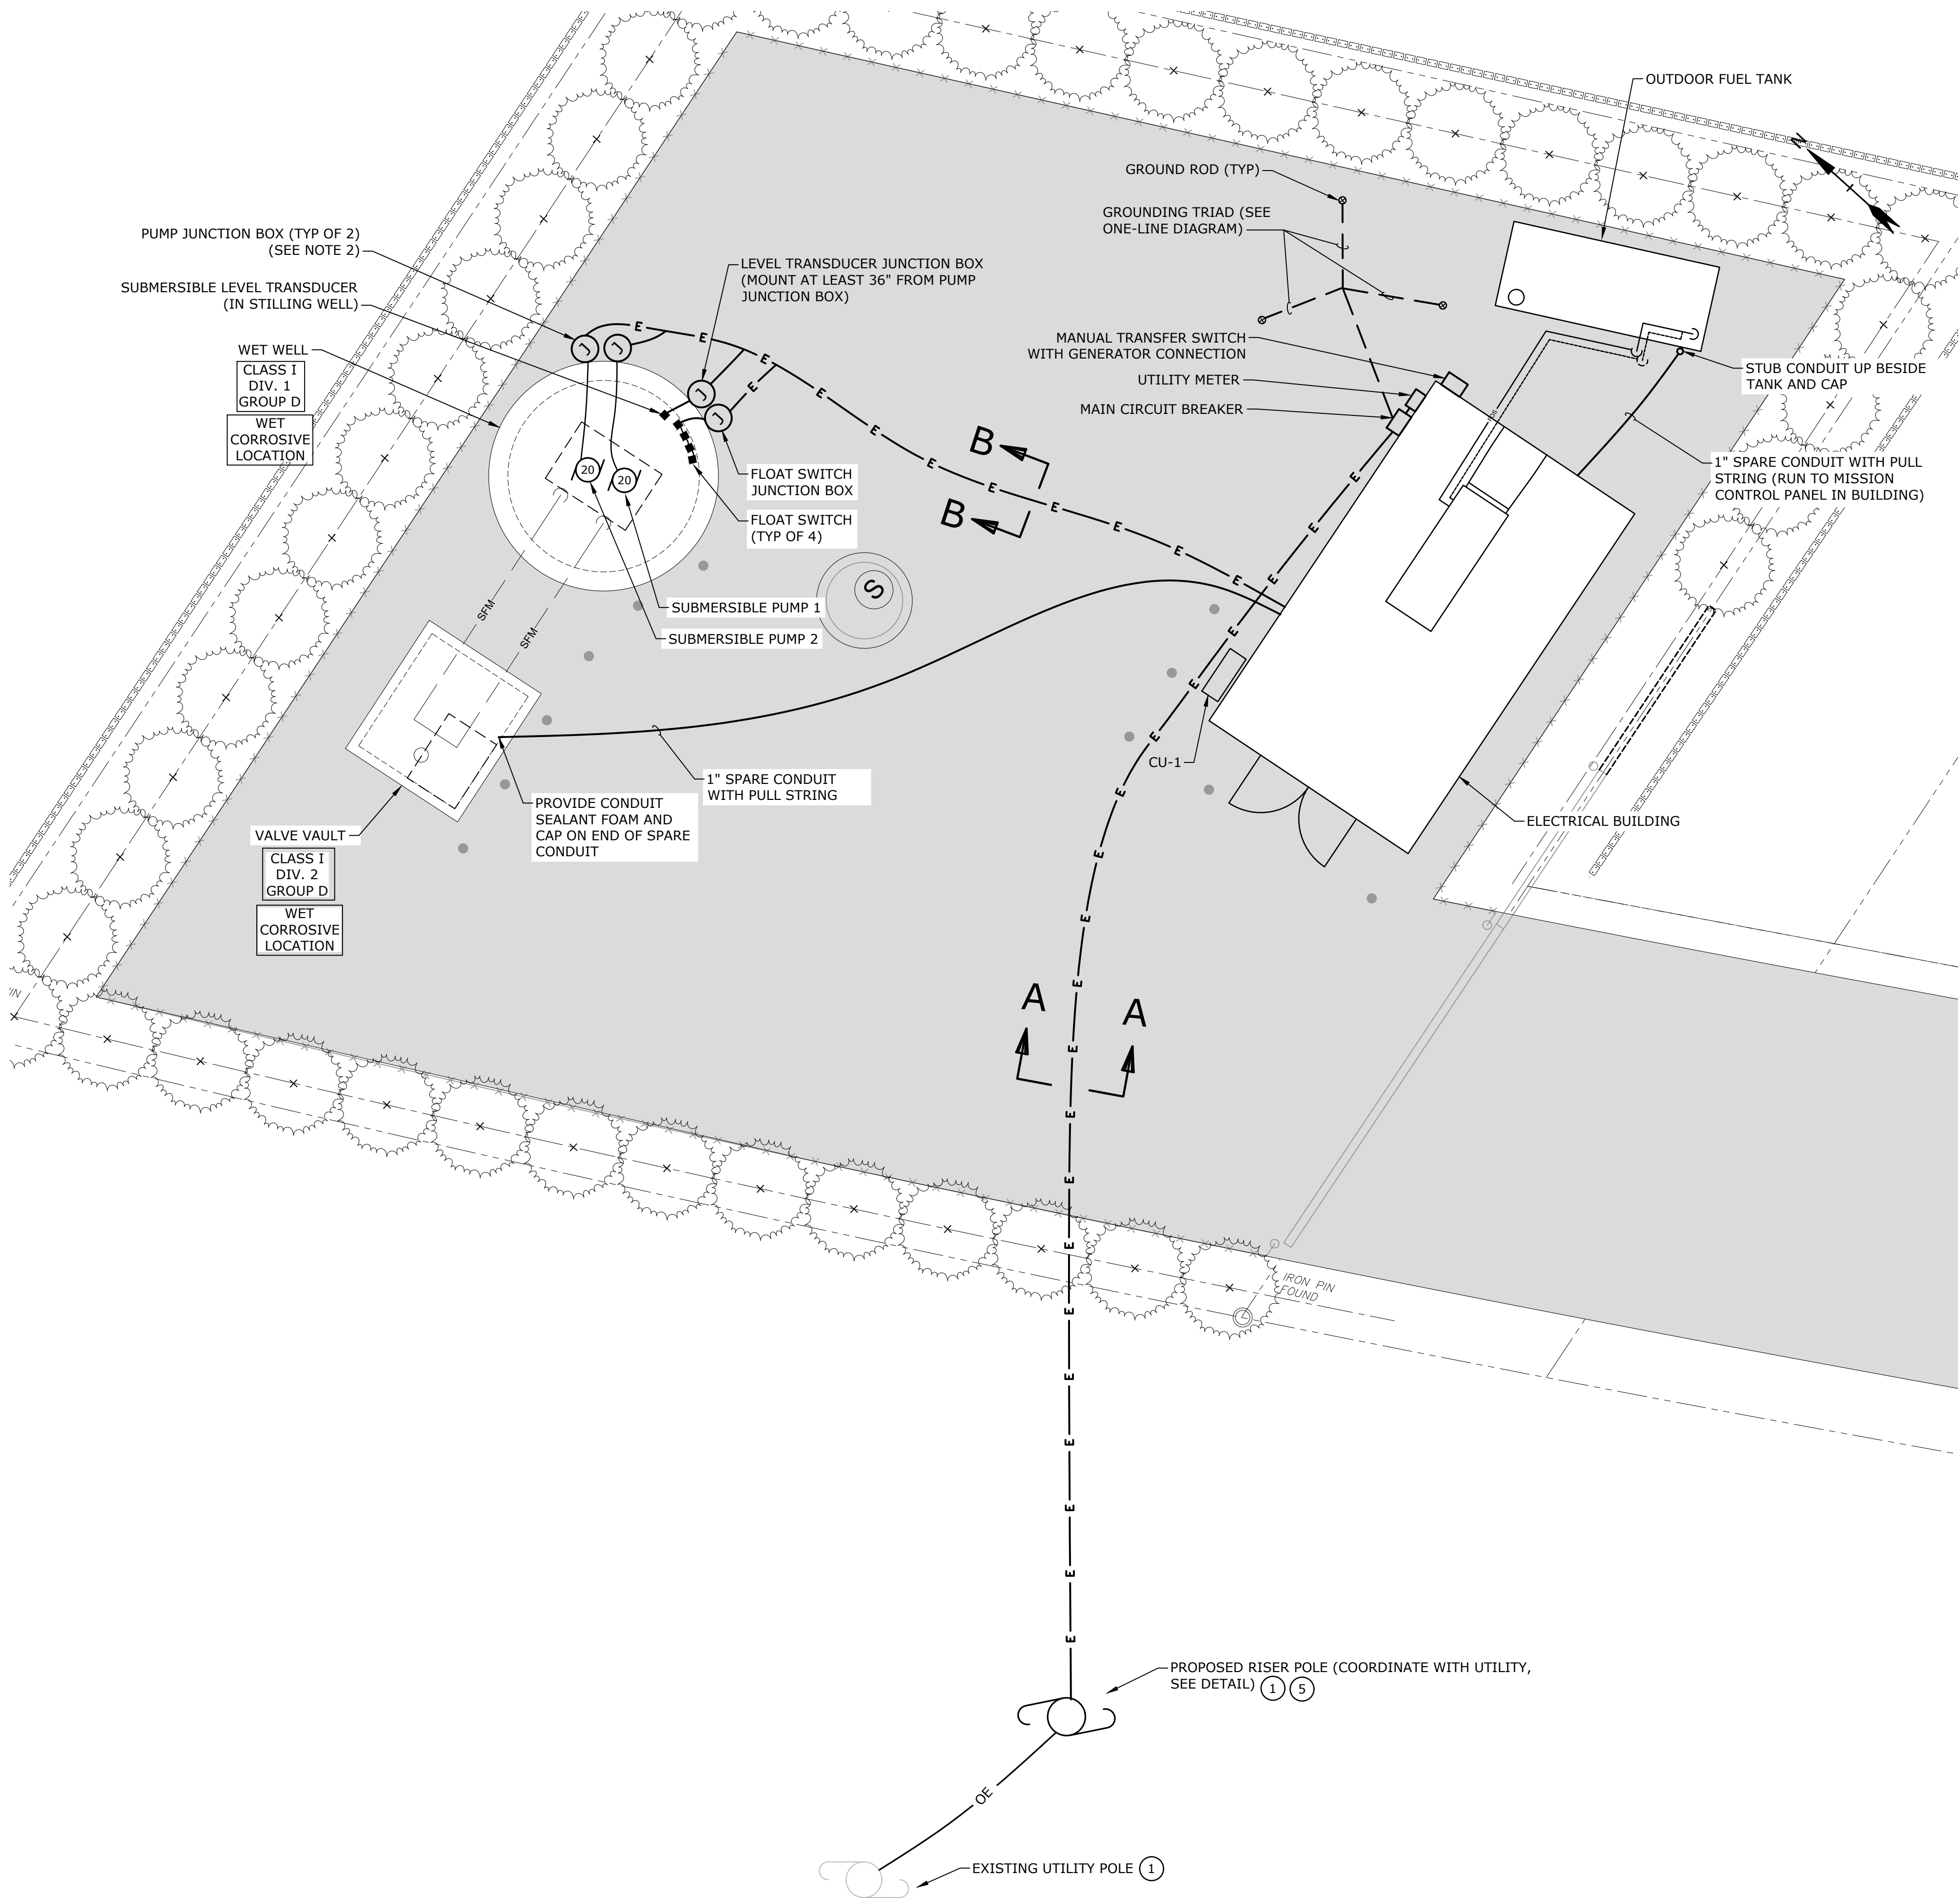 OUTDOOR FUEL TANK
N
GROUND ROD (TYP)
GROUNDING TRIAD (SEE
ONE-LINE DIAGRAM)
PUMP JUNCTION BOX (TYP OF 2)
(SEE NOTE 2)
LEVEL TRANSDUCER JUNCTION BOX
(MOUNT AT LEAST 36" FROM PUMP
JUNCTION BOX)
SUBMERSIBLE LEVEL TRANSDUCER
(IN STILLING WELL)
E
E
E
E
E
E
E
E
E
E
E
E
E
J
J
J
J
MANUAL TRANSFER SWITCH
WITH GENERATOR CONNECTION
UTILITY METER
MAIN CIRCUIT BREAKER
WET WELL
CLASS I
DIV. 1
GROUP D
WET
CORROSIVE
LOCATION
STUB CONDUIT UP BESIDE
TANK AND CAP
B
B
20
20
FLOAT SWITCH
JUNCTION BOX
FLOAT SWITCH
(TYP OF 4)
1" SPARE CONDUIT WITH PULL
STRING (RUN TO MISSION
CONTROL PANEL IN BUILDING)
S
SFM
SFM
SUBMERSIBLE PUMP 1
SUBMERSIBLE PUMP 2
CU-1
1" SPARE CONDUIT
WITH PULL STRING
PROVIDE CONDUIT
SEALANT FOAM AND
CAP ON END OF SPARE
CONDUIT
ELECTRICAL BUILDING
VALVE VAULT
CLASS I
DIV. 2
GROUP D
WET
CORROSIVE
LOCATION
E
E
E
E
E
E
E
E
E
E
E
A
A
E
E
E
E
IRON PIN
FOUND
E
E
E
E
E
PROPOSED RISER POLE (COORDINATE WITH UTILITY,
SEE DETAIL) 1 5
OE
EXISTING UTILITY POLE 1